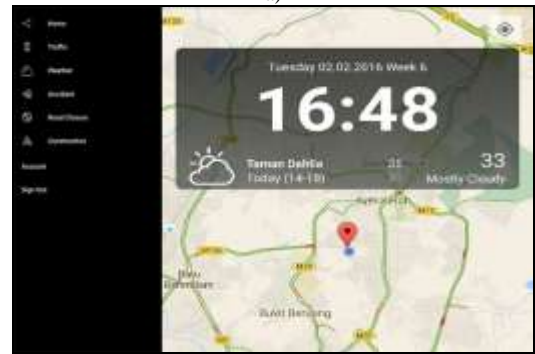 Home
Traffic
Weather
Accident
Road Closure
Construction
Account
Sign Out
Tuesday 02.02.2016 Week 6
16:48
Taman Dahlia
Today (14-18)
33
Mostly Cloudy
Bukit Beruang